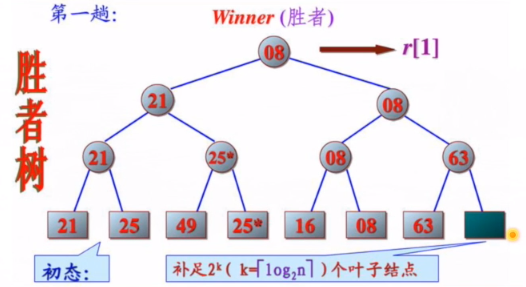 第一趟:
Winner (胜者)
08
r[1]
胜者树
21
08
21
25*
08
63
21
25
49
25*
16
08
63
初态:
补足2ᵏ( k=⌈log₂n⌉ )个叶子结点